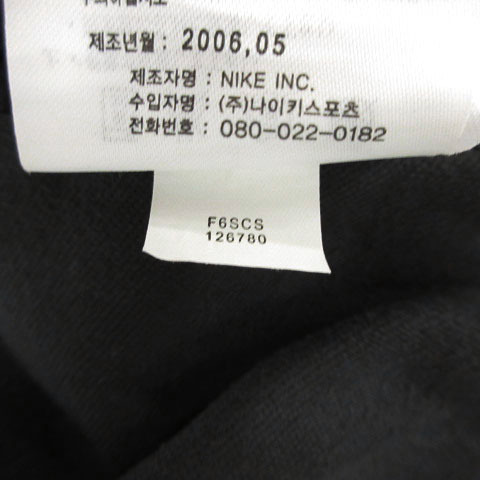 제조년월 : 2006,05
제조자명 : NIKE INC.
수입자명 : (주)나이키스포츠
전화번호 : 080-022-0182
F6SCS
126780